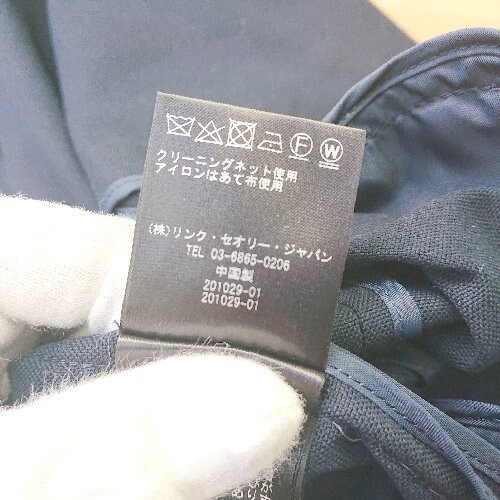 Ⓕ Ⓦ
クリーニングネット使用
アイロンはあて布使用
(株)リンク・セオリー・ジャパン
TEL 03-6865-0206
中国製
201029-01
201029-01